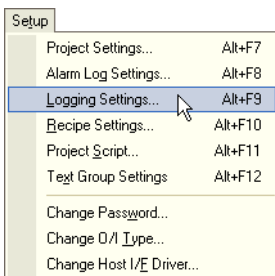 Setup
Project Settings... Alt+F7
Alarm Log Settings... Alt+F8
Logging Settings... Alt+F9
Recipe Settings... Alt+F10
Project Script... Alt+F11
Text Group Settings Alt+F12
Change Password...
Change O/I Type...
Change Host I/F Driver...